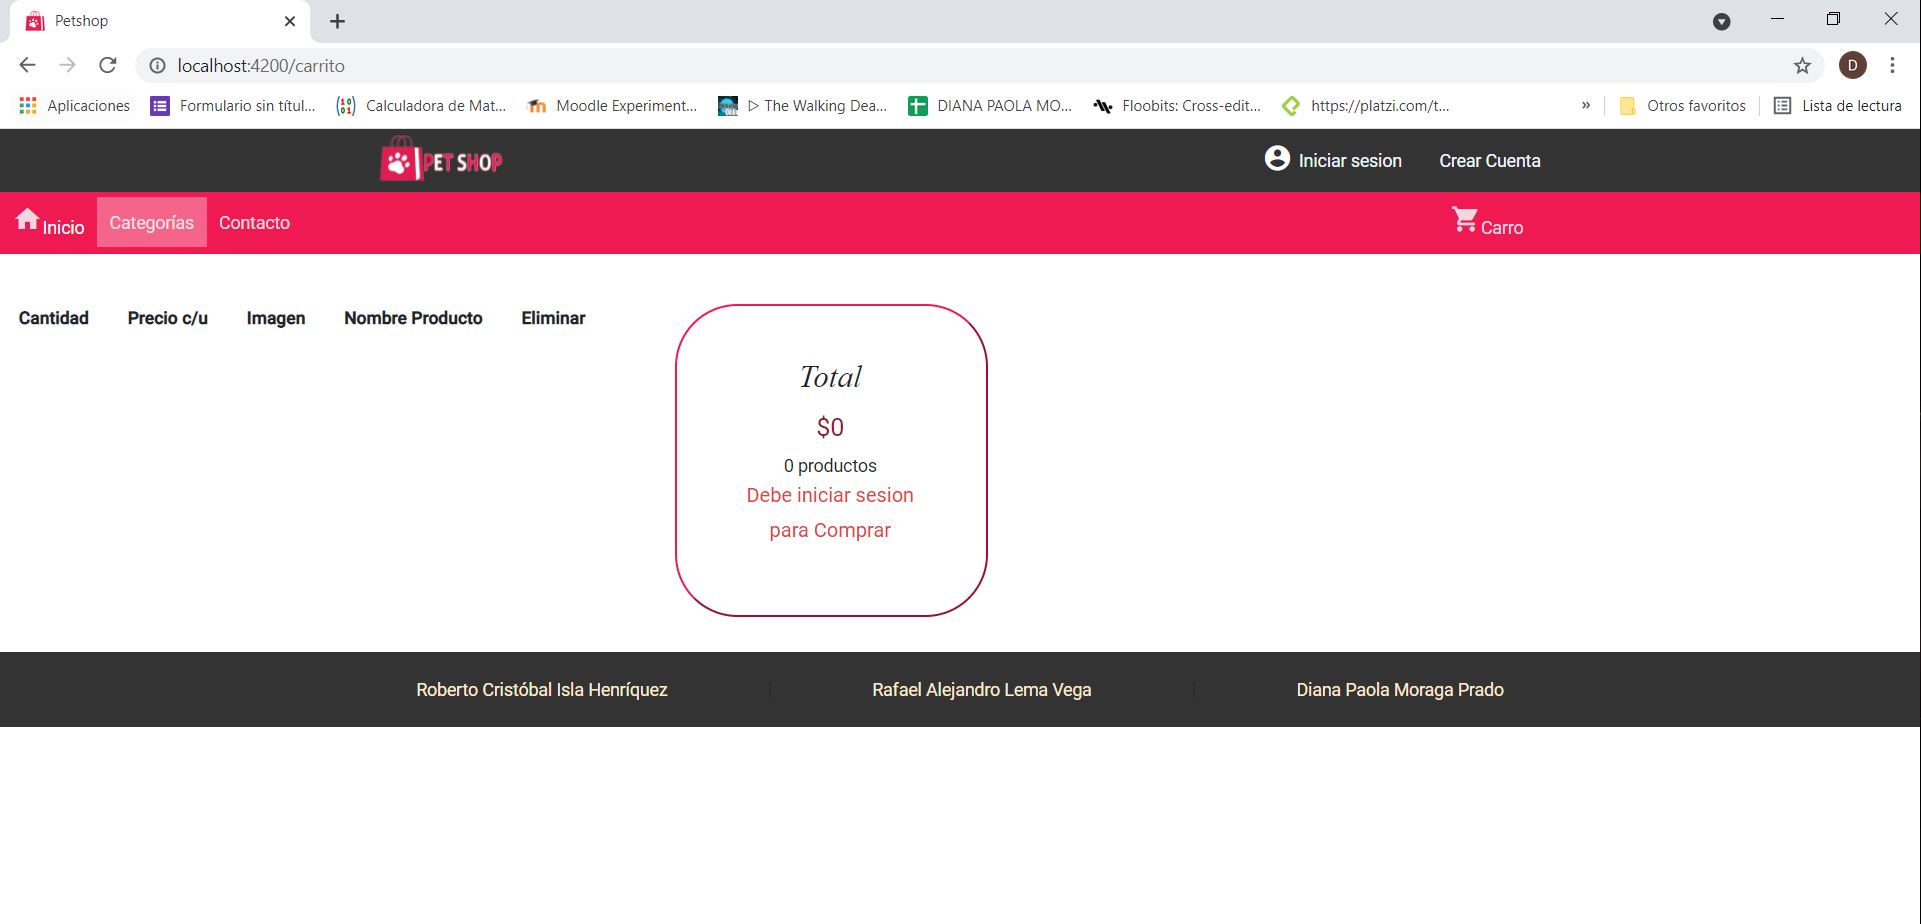 Petshop
localhost:4200/carrito
D
Aplicaciones Formulario sin títul... Calculadora de Mat... Moodle Experiment... ▷ The Walking Dea... DIANA PAOLA MO... Floobits: Cross-edit... https://platzi.com/t... » Otros favoritos Lista de lectura
PET SHOP Iniciar sesion Crear Cuenta
Inicio Categorías Contacto Carro
Cantidad Precio c/u Imagen Nombre Producto Eliminar
Total
$0
0 productos
Debe iniciar sesion
para Comprar
Roberto Cristóbal Isla Henríquez | Rafael Alejandro Lema Vega | Diana Paola Moraga Prado